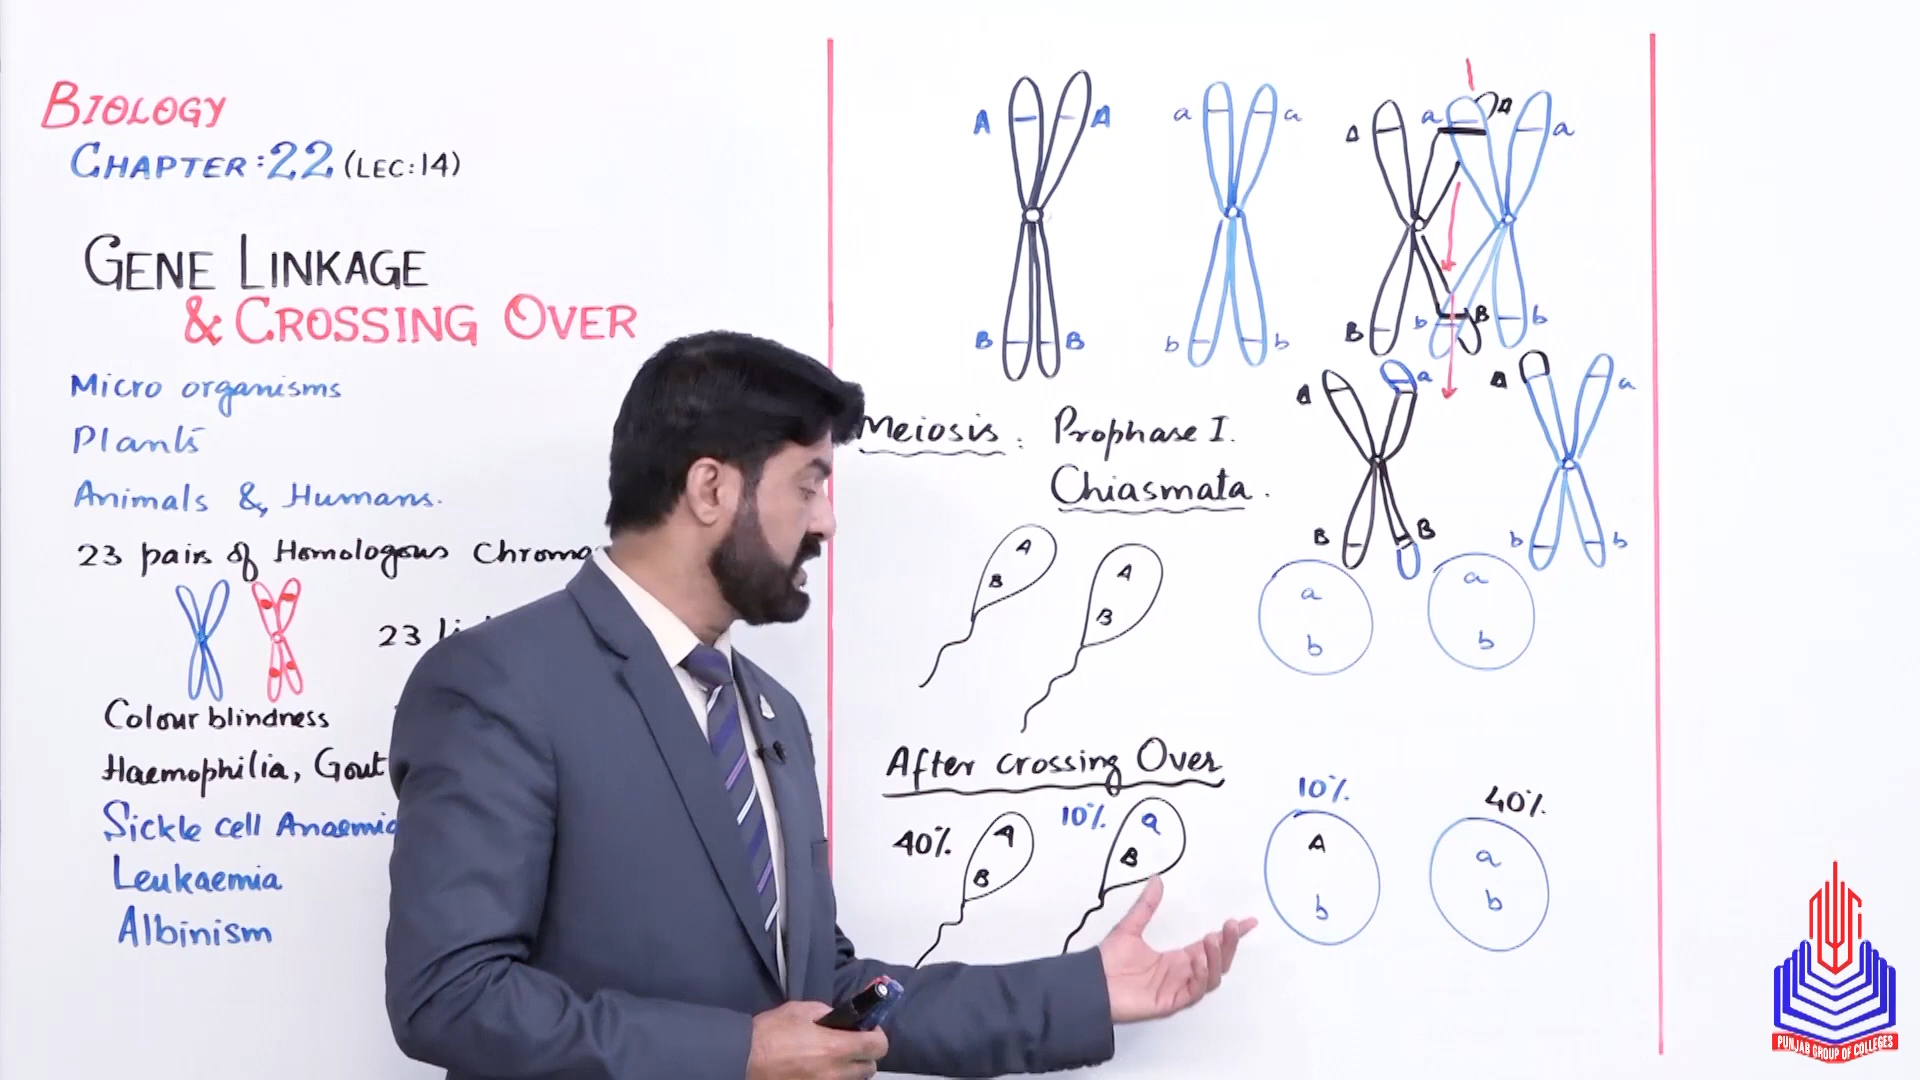 BIOLOGY
CHAPTER:22 (LEC:14)
GENE LINKAGE
& CROSSING OVER
Micro organisms
Plants
Animals & Humans.
23 pairs of Homologous
23
Colour blindness
Haemophilia, Gout
Sickle cell Anaemia
Leukaemia
Albinism
A A a a A a A a
B B b b B b B b
Meiosis: Prophase I.
Chiasmata.
A a A a
B B b b
A A a a
B B b b
After crossing Over
40% 10% 10% 40%
A a A a
B B b b
PUNJAB GROUP OF COLLEGES